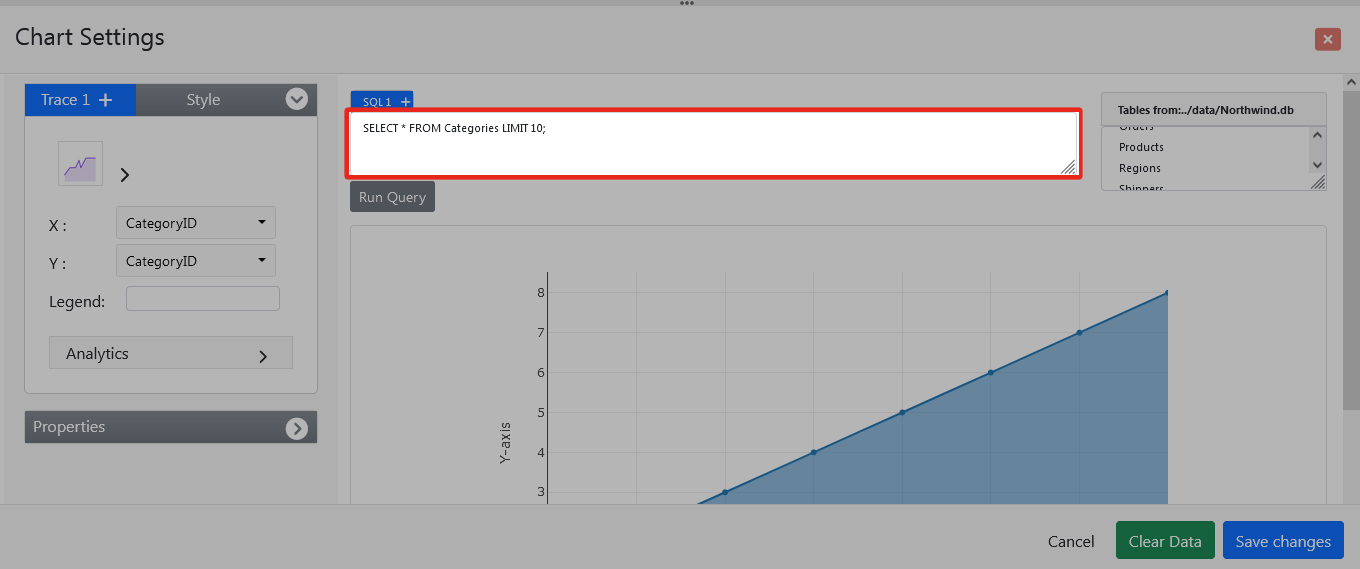 Chart Settings
Trace 1 +
Style
X :
CategoryID
Y :
CategoryID
Legend:
Analytics
Properties
SQL 1 +
SELECT * FROM Categories LIMIT 10;
Run Query
Tables from:../data/Northwind.db
Orders
Products
Regions
Shippers
8
7
6
5
4
3
Y-axis
Cancel
Clear Data
Save changes